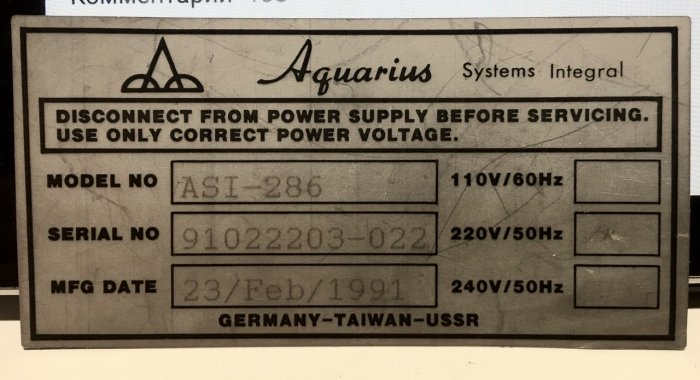 Комментарии
Aquarius Systems Integral
DISCONNECT FROM POWER SUPPLY BEFORE SERVICING.
USE ONLY CORRECT POWER VOLTAGE.
MODEL NO ASI-286 110V/60Hz
SERIAL NO 91022203-022 220V/50Hz
MFG DATE 23/Feb/1991 240V/50Hz
GERMANY-TAIWAN-USSR